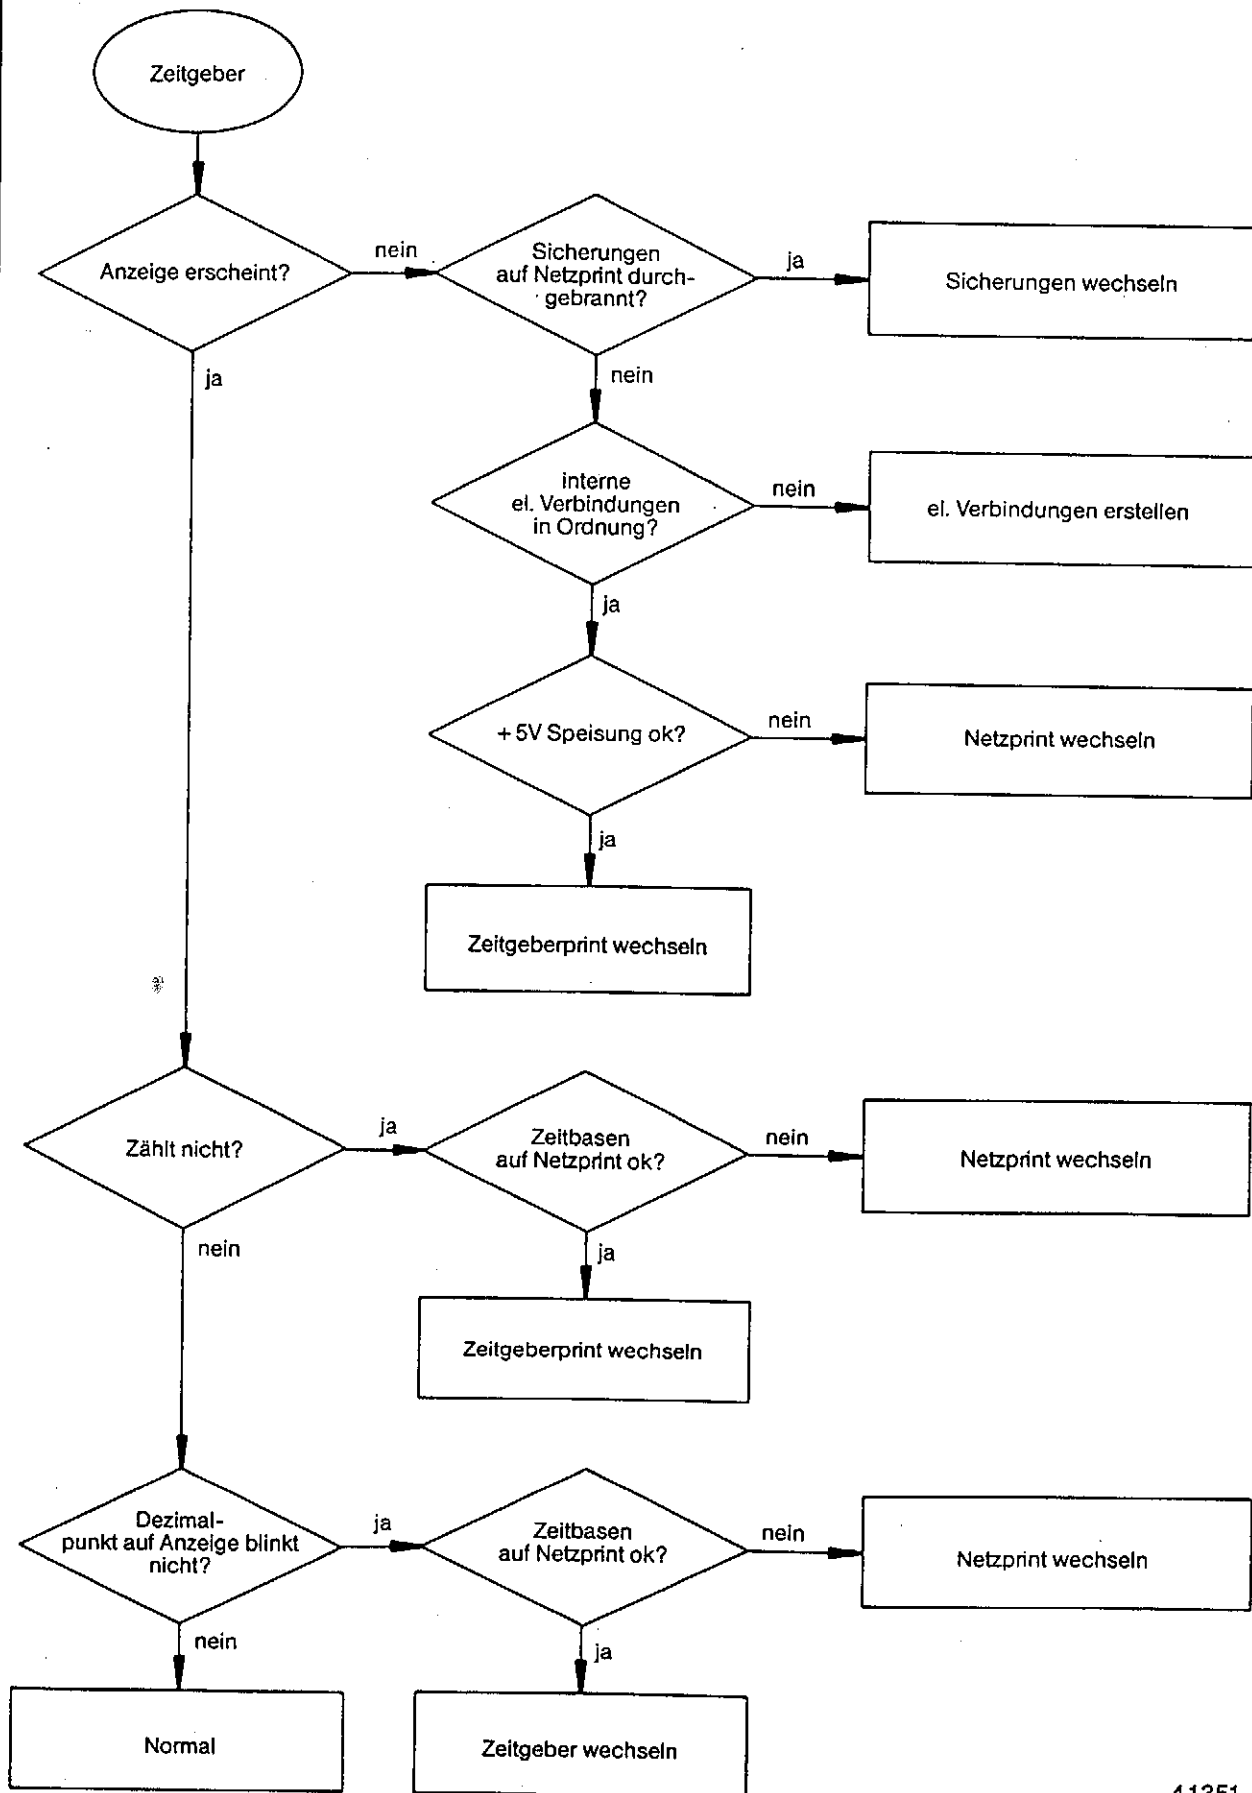 Zeitgeber
Anzeige erscheint?
nein
Sicherungen
auf Netzprint durch-
gebrannt?
ja
Sicherungen wechseln
ja
nein
interne
el. Verbindungen
in Ordnung?
nein
el. Verbindungen erstellen
ja
+ 5V Speisung ok?
nein
Netzprint wechseln
ja
Zeitgeberprint wechseln
Zählt nicht?
ja
Zeitbasen
auf Netzprint ok?
nein
Netzprint wechseln
nein
ja
Zeitgeberprint wechseln
Dezimal-
punkt auf Anzeige blinkt
nicht?
ja
Zeitbasen
auf Netzprint ok?
nein
Netzprint wechseln
nein
ja
Normal
Zeitgeber wechseln